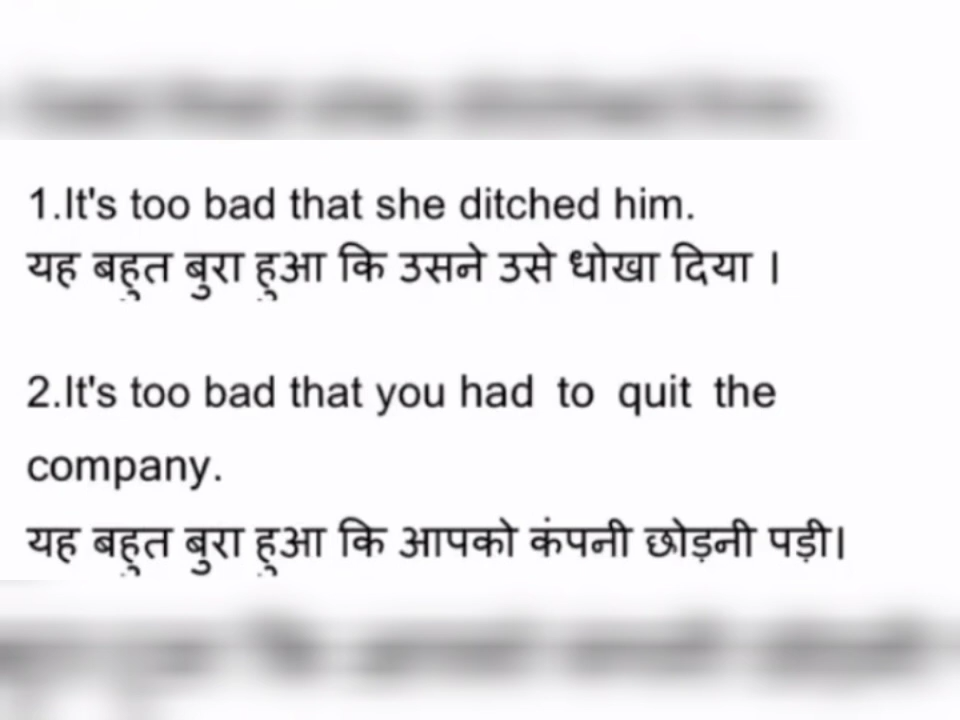 1.It's too bad that she ditched him.
यह बहुत बुरा हुआ कि उसने उसे धोखा दिया ।
2.It's too bad that you had to quit the
company.
यह बहुत बुरा हुआ कि आपको कंपनी छोड़नी पड़ी।